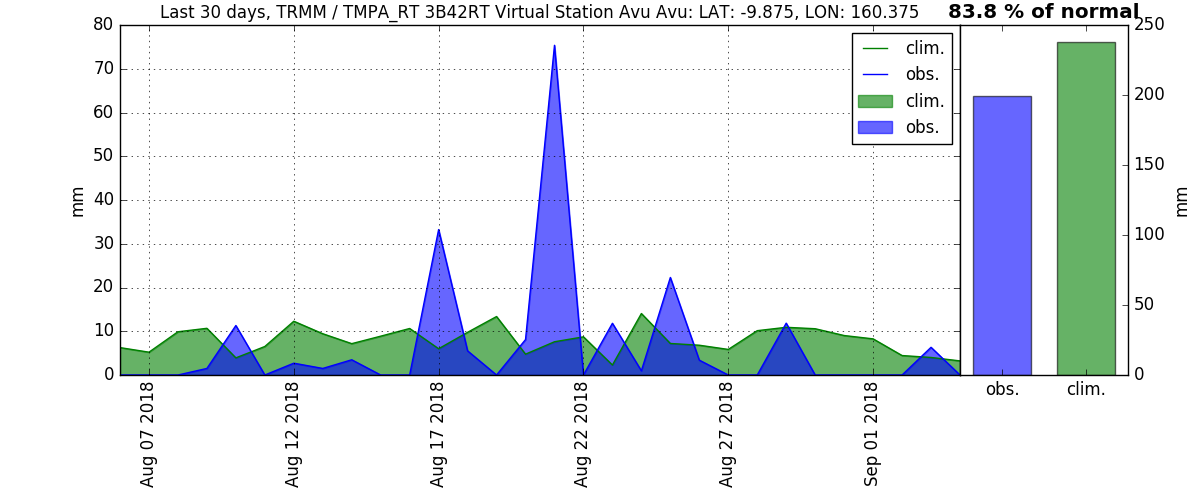 Last 30 days, TRMM / TMPA_RT 3B42RT Virtual Station Avu Avu: LAT: -9.875, LON: 160.375
83.8 % of normal
80
70
60
50
40
30
20
10
0
mm
clim.
obs.
clim.
obs.
Aug 07 2018
Aug 12 2018
Aug 17 2018
Aug 22 2018
Aug 27 2018
Sep 01 2018
250
200
150
100
50
0
mm
obs.
clim.